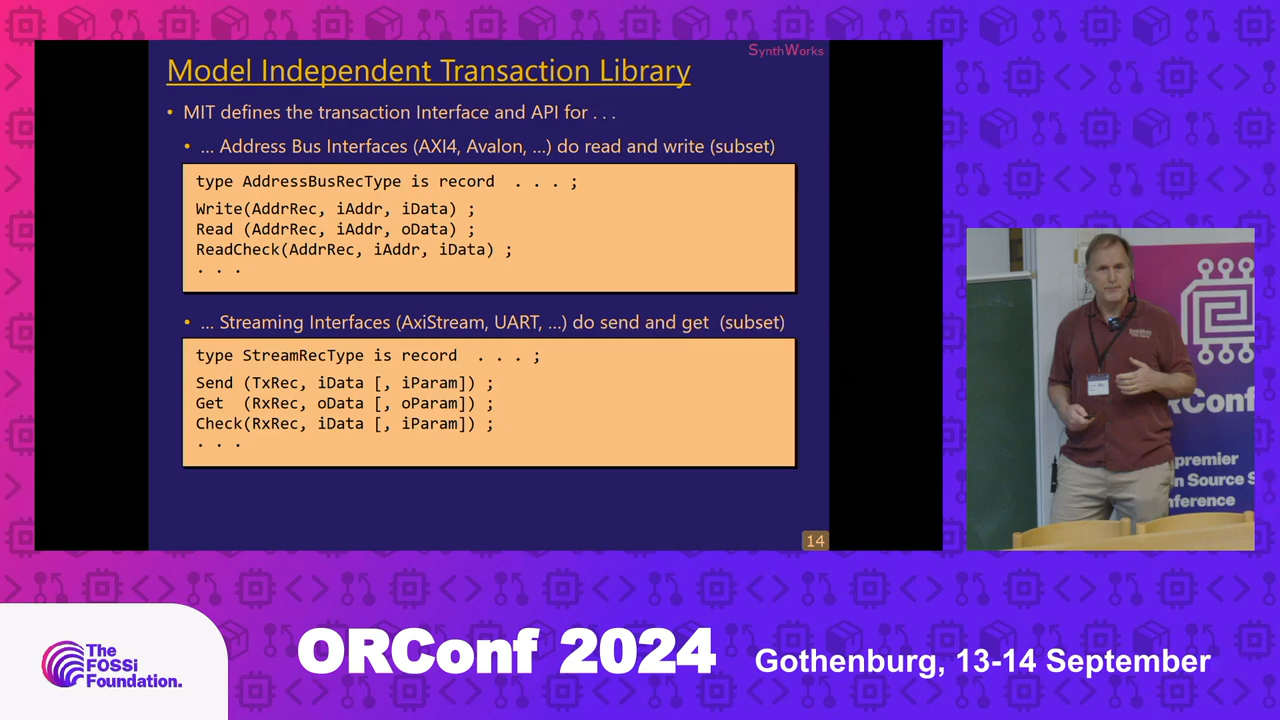 SynthWorks
Model Independent Transaction Library
• MIT defines the transaction Interface and API for . . .
• ... Address Bus Interfaces (AXI4, Avalon, ...) do read and write (subset)
type AddressBusRecType is record . . . ;
Write(AddrRec, iAddr, iData) ;
Read (AddrRec, iAddr, oData) ;
ReadCheck(AddrRec, iAddr, iData) ;
. . .
• ... Streaming Interfaces (AxiStream, UART, ...) do send and get (subset)
type StreamRecType is record . . . ;
Send (TxRec, iData [, iParam]) ;
Get (RxRec, oData [, oParam]) ;
Check(RxRec, iData [, iParam]) ;
. . .
14
RConf
premier
n Source S
nference
The
FOSSi
Foundation.
ORConf 2024
Gothenburg, 13-14 September